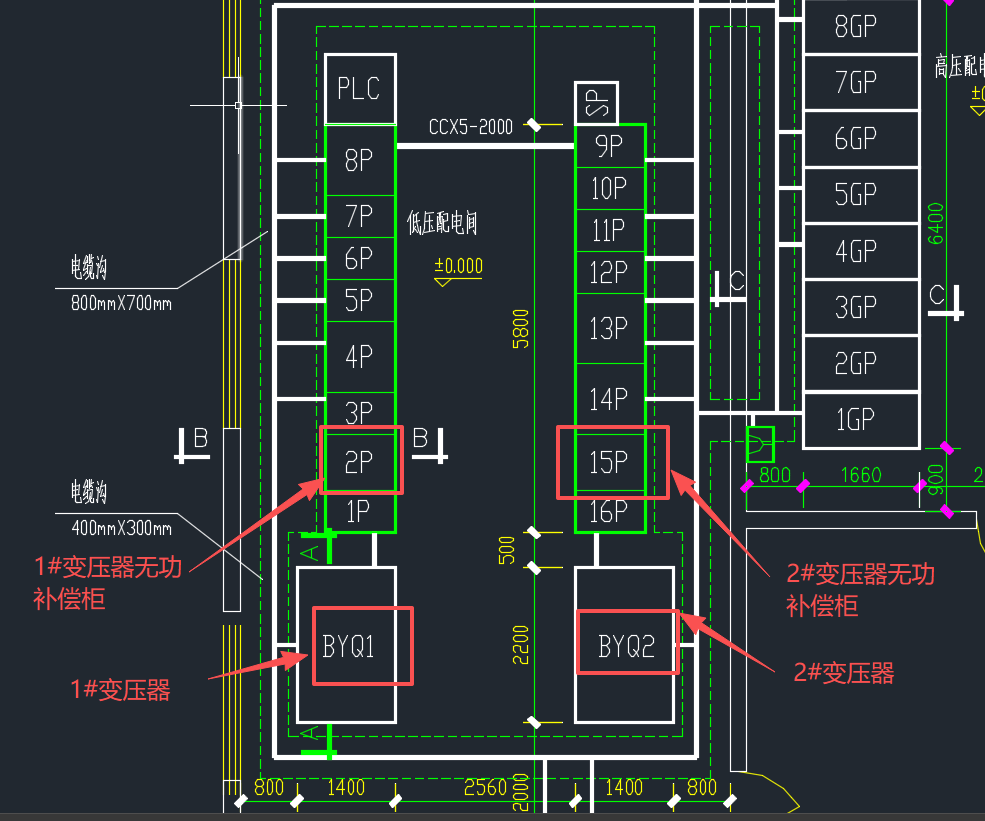 8GP
高压配电
PLC
7GP
±0
SP
CCX5-2000
8P
9P
6GP
10P
5GP
7P
低压配电间
11P
6400
6P
±0.000
12P
4GP
电缆沟
800mmX700mm
5P
C
C
3GP
5800
13P
4P
2GP
14P
3P
1GP
B
B
2P
15P
800
1660
900
2
电缆沟
400mmX300mm
1P
16P
A
500
1#变压器无功
补偿柜
2#变压器无功
补偿柜
BYQ1
2200
BYQ2
1#变压器
2#变压器
A
800
1400
2560
2000
1400
800